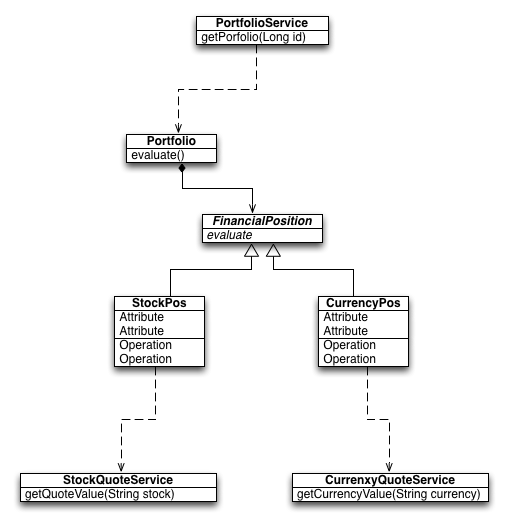 PortfolioService
getPorfolio(Long id)
Portfolio
evaluate()
FinancialPosition
evaluate
StockPos
Attribute
Attribute
Operation
Operation
CurrencyPos
Attribute
Attribute
Operation
Operation
StockQuoteService
getQuoteValue(String stock)
CurrenxyQuoteService
getCurrencyValue(String currency)